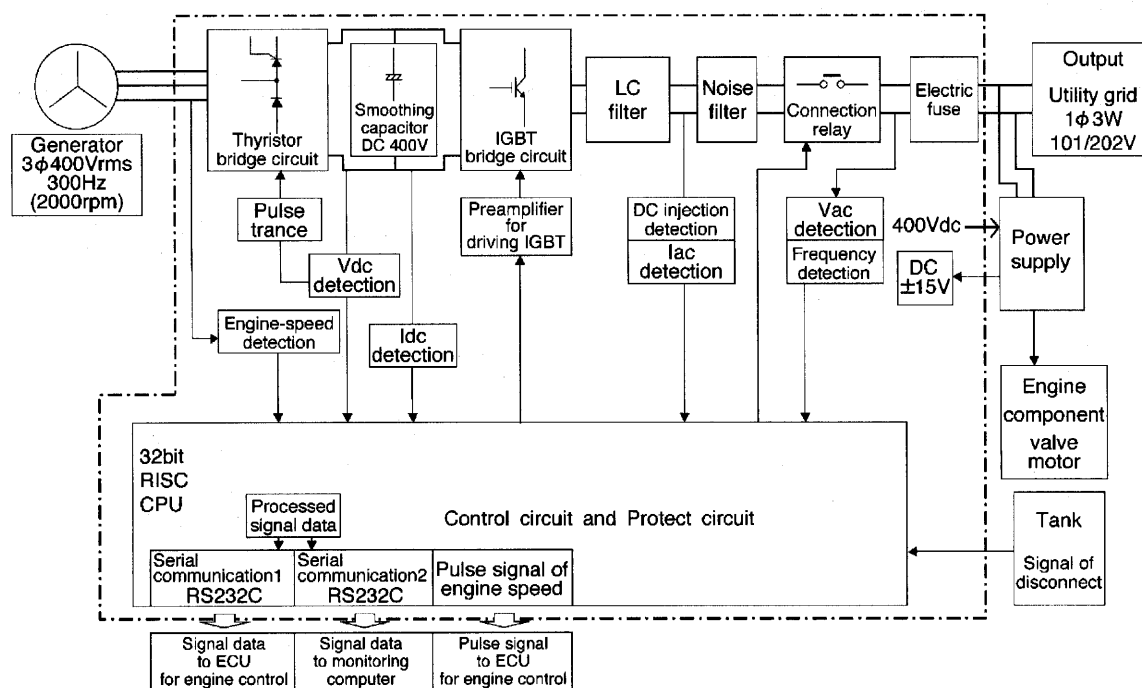 Generator
3ϕ400Vrms
300Hz
(2000rpm)
Thyristor
bridge circuit
Smoothing
capacitor
DC 400V
IGBT
bridge circuit
LC
filter
Noise
filter
Connection
relay
Electric
fuse
Output
Utility grid
1ϕ3W
101/202V
Pulse
trance
Vdc
detection
Preamplifier
for
driving IGBT
DC injection
detection
Iac
detection
Vac
detection
Frequency
detection
400Vdc
DC
±15V
Power
supply
Engine-speed
detection
Idc
detection
Engine
component
valve
motor
32bit
RISC
CPU
Processed
signal data
Control circuit and Protect circuit
Tank
Signal of
disconnect
Serial
communication1
RS232C
Serial
communication2
RS232C
Pulse signal of
engine speed
Signal data
to ECU
for engine control
Signal data
to monitoring
computer
Pulse signal
to ECU
for engine control